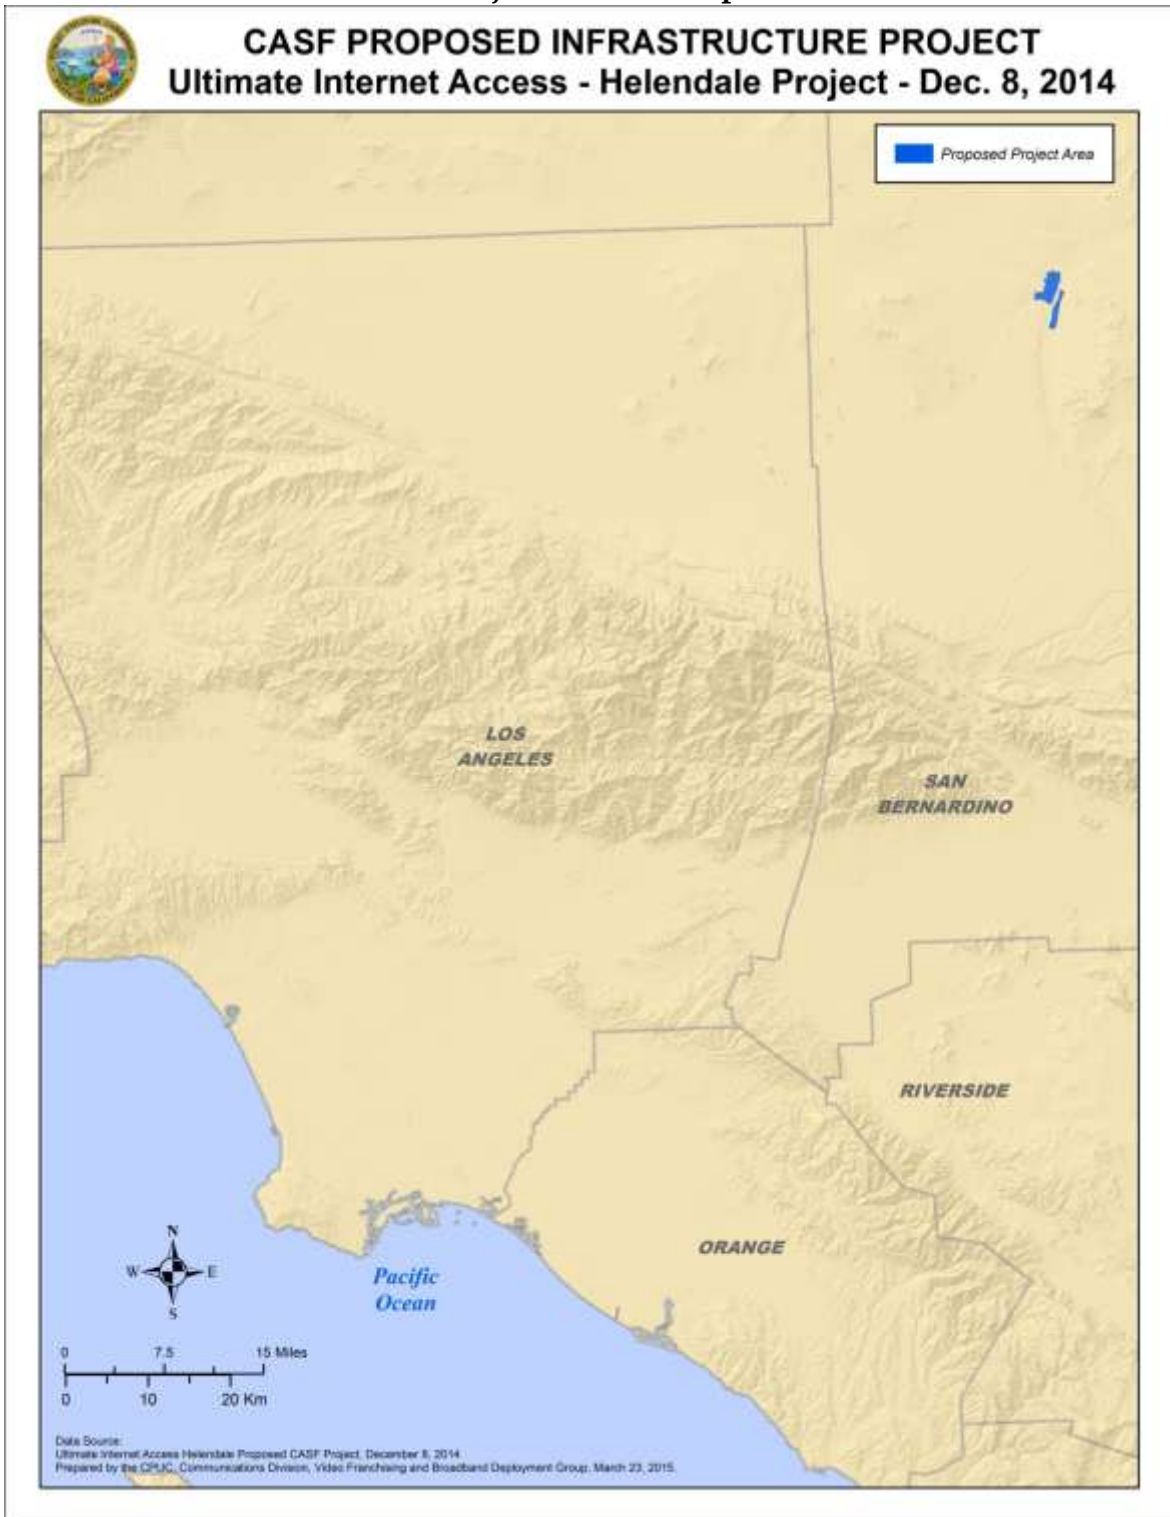 CASF PROPOSED INFRASTRUCTURE PROJECT
Ultimate Internet Access - Helendale Project - Dec. 8, 2014
Proposed Project Area
LOS
ANGELES
SAN
BERNARDINO
RIVERSIDE
ORANGE
N
W E
S
Pacific
Ocean
0 7.5 15 Miles
0 10 20 Km
Data Source:
Ultimate Internet Access Helendale Proposed CASF Project, December 8, 2014
Prepared by the CPUC, Communications Division, Video Franchising and Broadband Deployment Group, March 23, 2015.